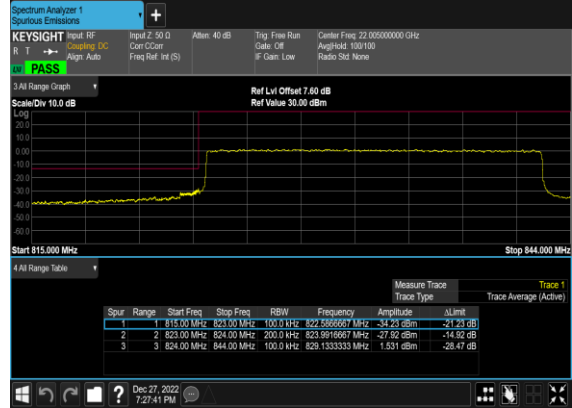 Spectrum Analyzer 1
Spurious Emissions
+
KEYSIGHT Input: RF Input Z: 50 Ω Atten: 40 dB Trig: Free Run Center Freq: 22.005000000 GHz
R T Coupling: DC Corr CCorr Gate: Off Avg|Hold: 100/100
Align: Auto Freq Ref: Int (S) IF Gain: Low Radio Std: None
PASS
3 All Range Graph
Ref Lvl Offset 7.60 dB
Scale/Div 10.0 dB Ref Value 30.00 dBm
Log
20.0
10.0
0.00
-10.0
-20.0
-30.0
-40.0
-50.0
-60.0
Start 815.000 MHz Stop 844.000 MHz
4 All Range Table
Measure Trace Trace 1
Trace Type Trace Average (Active)
Spur Range Start Freq Stop Freq RBW Frequency Amplitude ΔLimit
1 1 815.00 MHz 823.00 MHz 100.0 kHz 822.5866667 MHz -34.23 dBm -21.23 dB
2 2 823.00 MHz 824.00 MHz 200.0 kHz 823.9916667 MHz -27.92 dBm -14.92 dB
3 3 824.00 MHz 844.00 MHz 100.0 kHz 829.1333333 MHz 1.531 dBm -28.47 dB
? Dec 27, 2022
7:27:41 PM